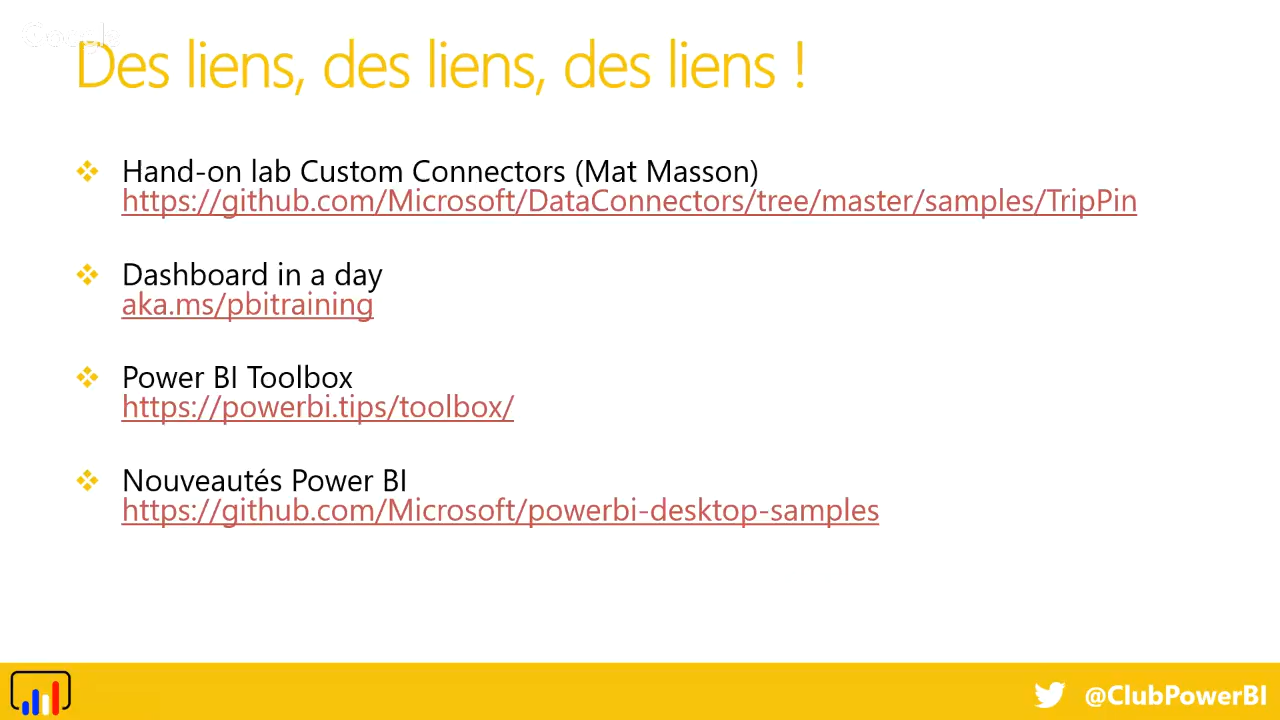 Google
Des liens, des liens, des liens !
Hand-on lab Custom Connectors (Mat Masson)
https://github.com/Microsoft/DataConnectors/tree/master/samples/TripPin
Dashboard in a day
aka.ms/pbitraining
Power BI Toolbox
https://powerbi.tips/toolbox/
Nouveautés Power BI
https://github.com/Microsoft/powerbi-desktop-samples
@ClubPowerBI